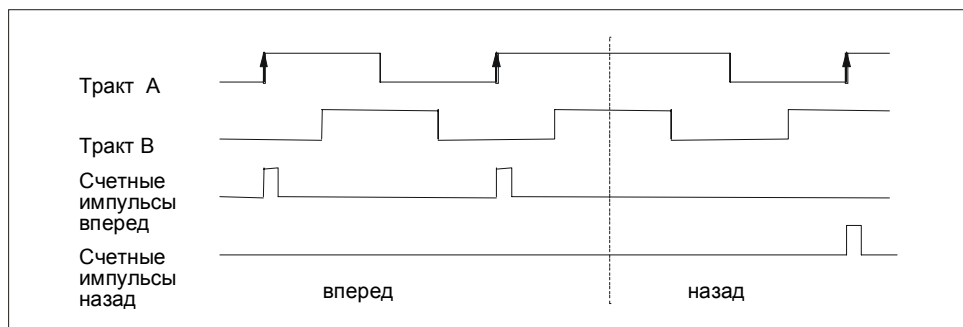 Тракт А
Тракт В
Счетные
импульсы
вперед
Счетные
импульсы
назад
вперед
назад